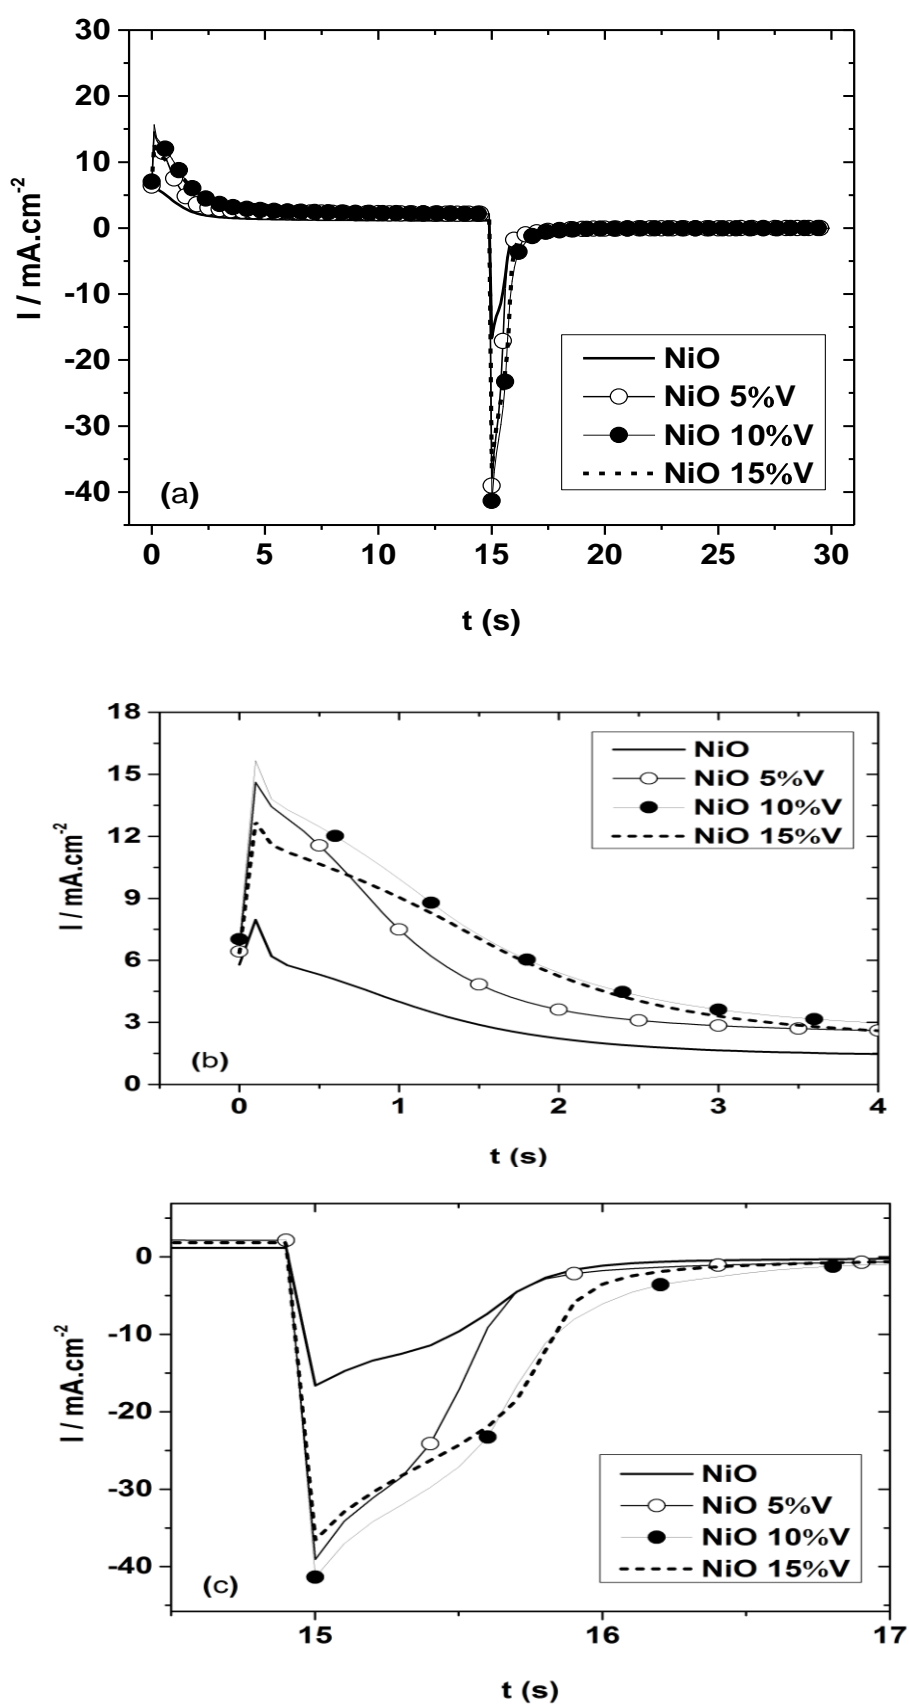 30
20
10
0
-10
-20
-30
-40
I / mA.cm-2
NiO
NiO 5%V
NiO 10%V
NiO 15%V
(a)
0 5 10 15 20 25 30
t (s)
18
15
12
9
6
3
0
I / mA.cm-2
NiO
NiO 5%V
NiO 10%V
NiO 15%V
(b)
0 1 2 3 4
t (s)
0
-10
-20
-30
-40
I / mA.cm-2
NiO
NiO 5%V
NiO 10%V
NiO 15%V
(c)
15 16 17
t (s)